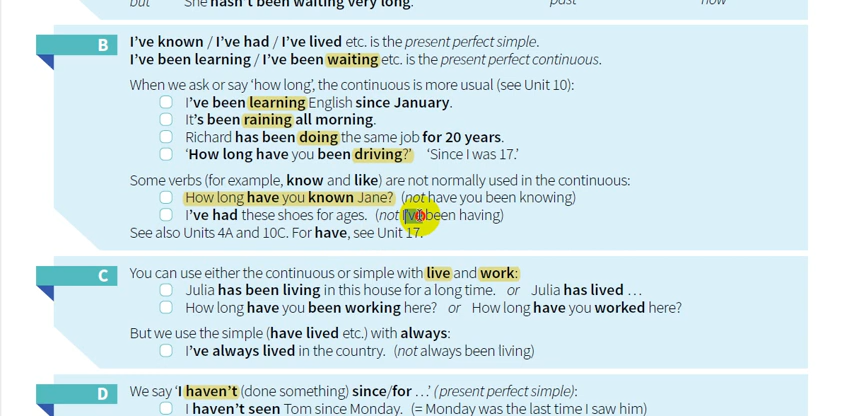 but She hasn't been waiting very long. past now
B
I've known / I've had / I've lived etc. is the present perfect simple.
I've been learning / I've been waiting etc. is the present perfect continuous.
When we ask or say 'how long', the continuous is more usual (see Unit 10):
I've been learning English since January.
It's been raining all morning.
Richard has been doing the same job for 20 years.
'How long have you been driving?' 'Since I was 17.'
Some verbs (for example, know and like) are not normally used in the continuous:
How long have you known Jane? (not have you been knowing)
I've had these shoes for ages. (not I've been having)
See also Units 4A and 10C. For have, see Unit 17.
C
You can use either the continuous or simple with live and work:
Julia has been living in this house for a long time. or Julia has lived ...
How long have you been working here? or How long have you worked here?
But we use the simple (have lived etc.) with always:
I've always lived in the country. (not always been living)
D
We say 'I haven't (done something) since/for ...' (present perfect simple):
I haven't seen Tom since Monday. (= Monday was the last time I saw him)